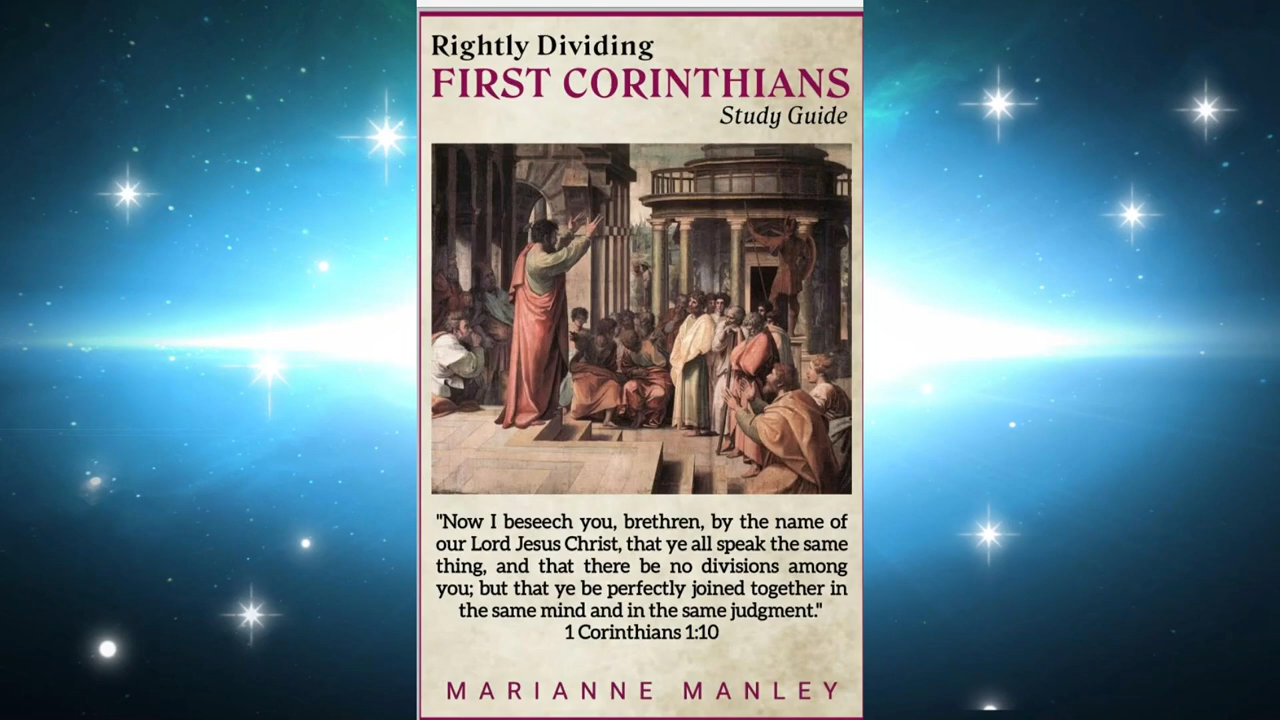 Rightly Dividing
FIRST CORINTHIANS
Study Guide
"Now I beseech you, brethren, by the name of
our Lord Jesus Christ, that ye all speak the same
thing, and that there be no divisions among
you; but that ye be perfectly joined together in
the same mind and in the same judgment."
1 Corinthians 1:10
MARIANNE MANLEY